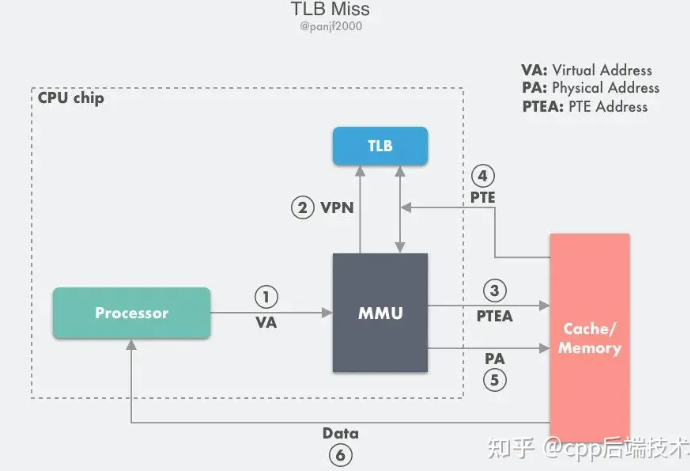 TLB Miss
@panjf2000
VA: Virtual Address
PA: Physical Address
PTEA: PTE Address
CPU chip
TLB
④
PTE
② VPN
①
VA
Processor
MMU
③
PTEA
Cache/
Memory
PA
⑤
Data
⑥
知乎 @cpp后端技术